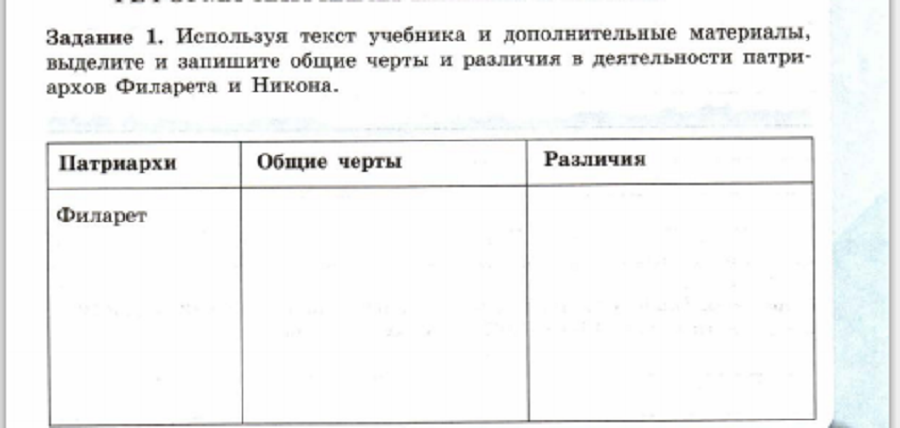 Задание 1. Используя текст учебника и дополнительные материалы,
выделите и запишите общие черты и различия в деятельности патри-
архов Филарета и Никона.
Патриархи Общие черты Различия
Филарет